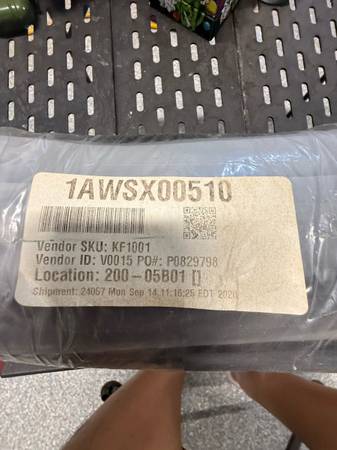 1AWSX00510
Vendor SKU: KF1001
Vendor ID: V0015 PO#: P0829798
Location: 200-05B01 []
Shipment: 24057 Mon Sep 14 11:16:25 EDT 2020